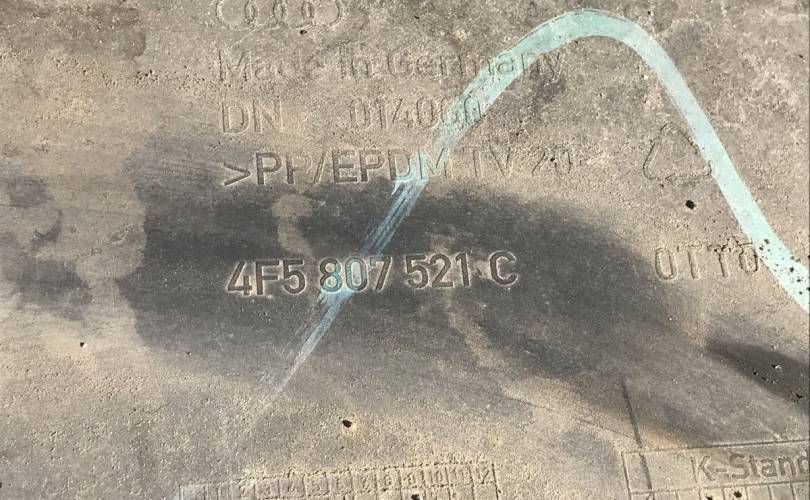 Made in Germany
DN 014000
>PP/EPDM TV 20<
4F5 807 521 C
OTTO
K-Stand